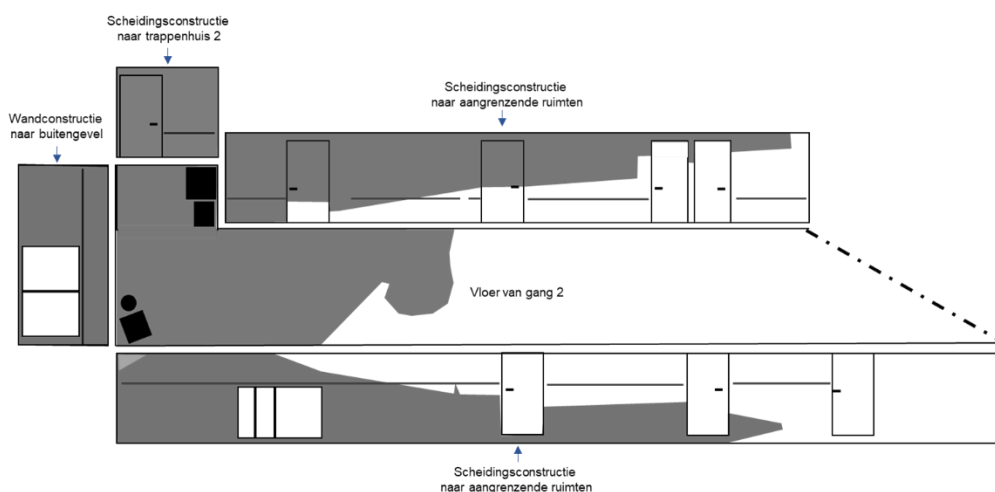 Scheidingsconstructie
naar trappenhuis 2
Scheidingsconstructie
naar aangrenzende ruimten
Wandconstructie
naar buitengevel
Vloer van gang 2
Scheidingsconstructie
naar aangrenzende ruimten